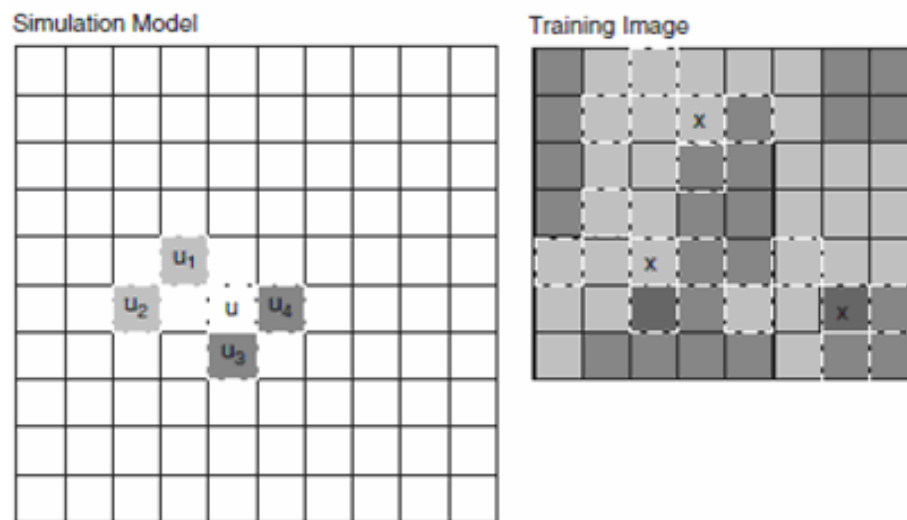 Simulation Model
Training Image
x
u₁
x
u₂ u u₄
x
u₃